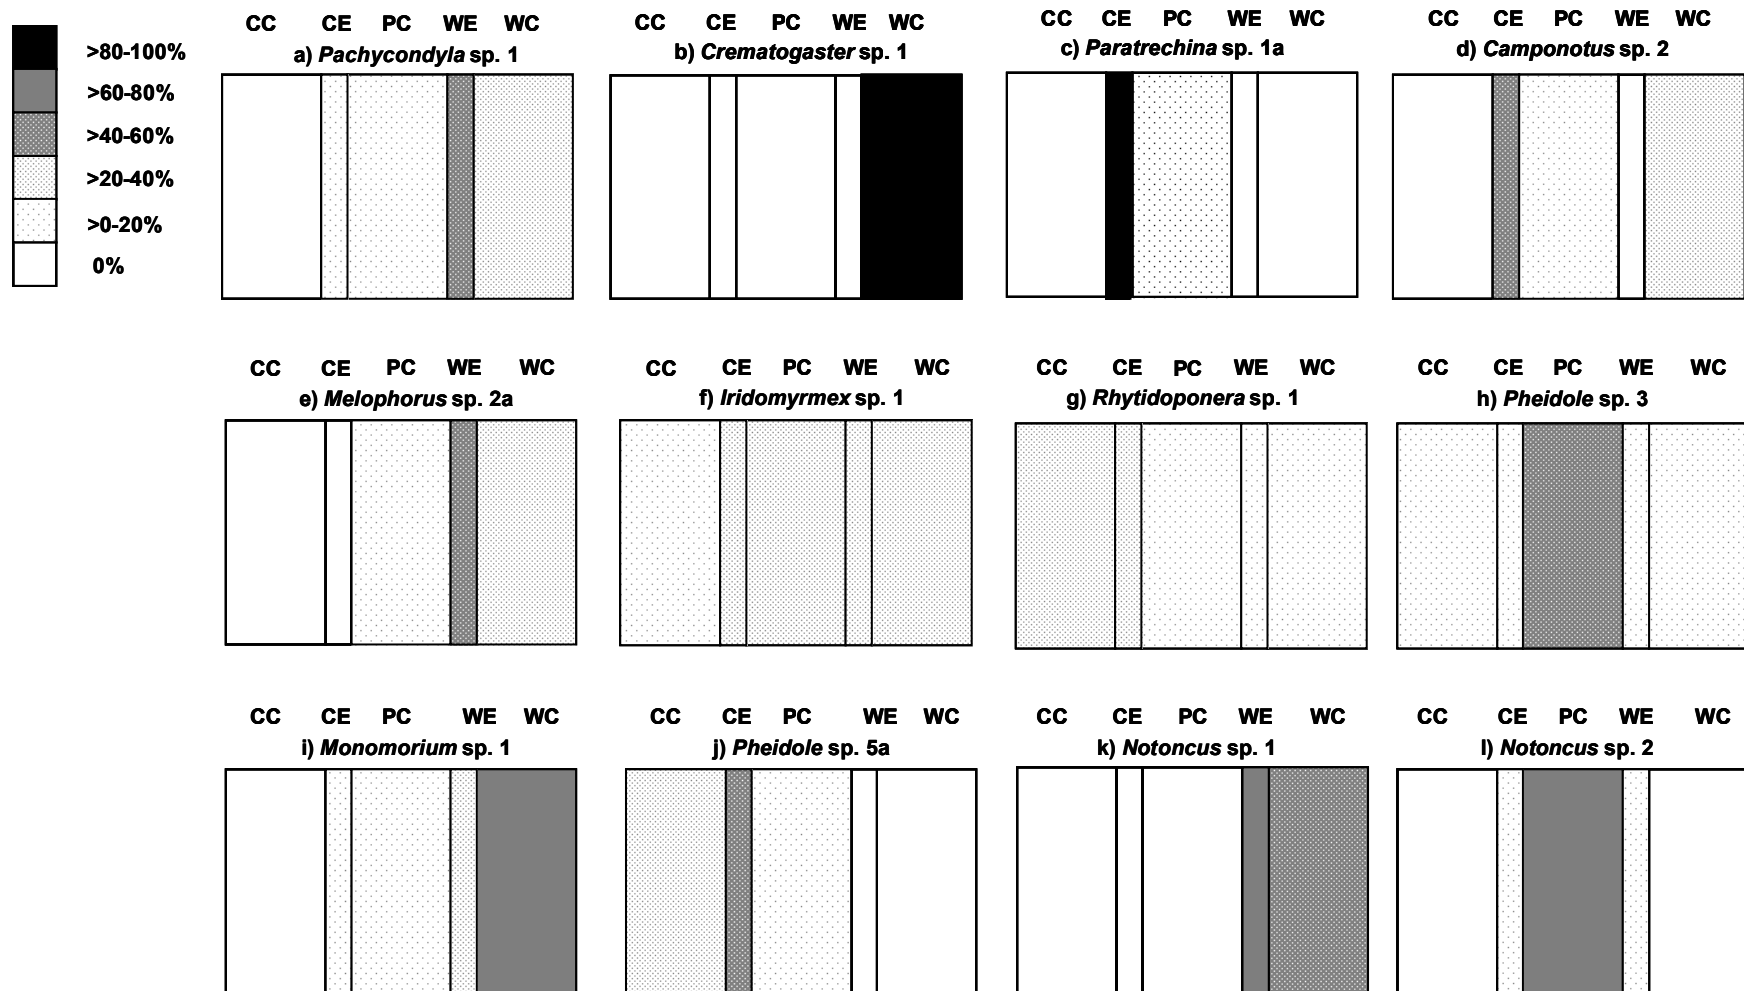 >80-100%
>60-80%
>40-60%
>20-40%
>0-20%
0%
CC CE PC WE WC
a) Pachycondyla sp. 1
CC CE PC WE WC
b) Crematogaster sp. 1
CC CE PC WE WC
c) Paratrechina sp. 1a
CC CE PC WE WC
d) Camponotus sp. 2
CC CE PC WE WC
e) Melophorus sp. 2a
CC CE PC WE WC
f) Iridomyrmex sp. 1
CC CE PC WE WC
g) Rhytidoponera sp. 1
CC CE PC WE WC
h) Pheidole sp. 3
CC CE PC WE WC
i) Monomorium sp. 1
CC CE PC WE WC
j) Pheidole sp. 5a
CC CE PC WE WC
k) Notoncus sp. 1
CC CE PC WE WC
l) Notoncus sp. 2